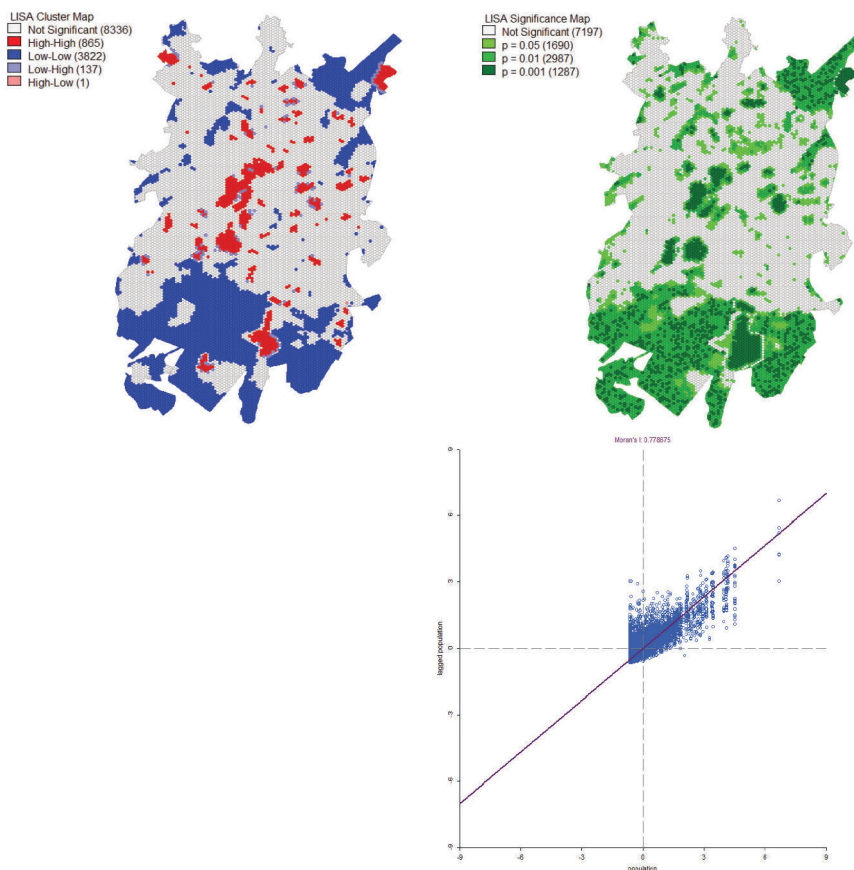 LISA Cluster Map
Not Significant (8336)
High-High (865)
Low-Low (3822)
Low-High (137)
High-Low (1)
LISA Significance Map
Not Significant (7197)
p = 0.05 (1690)
p = 0.01 (2987)
p = 0.001 (1287)
Moran's I: 0.778675
9
6
3
0
-3
-6
-9
lagged population
-9 -3 0 3 6 9
-6
population